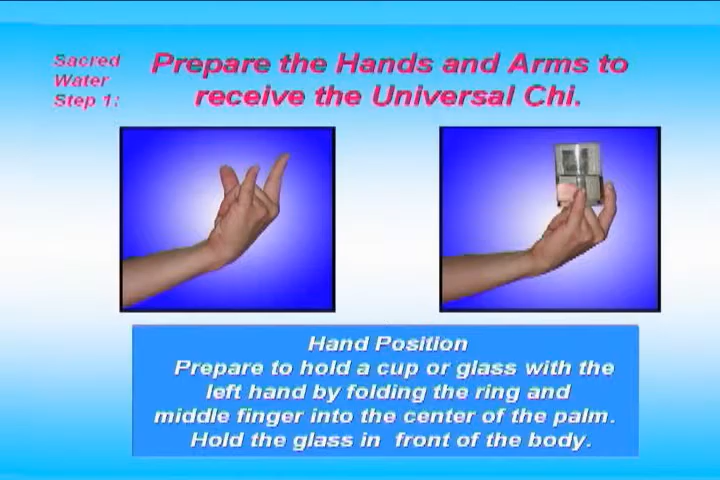 Sacred
Water
Step 1:
Prepare the Hands and Arms to
receive the Universal Chi.
Hand Position
Prepare to hold a cup or glass with the
left hand by folding the ring and
middle finger into the center of the palm.
Hold the glass in front of the body.